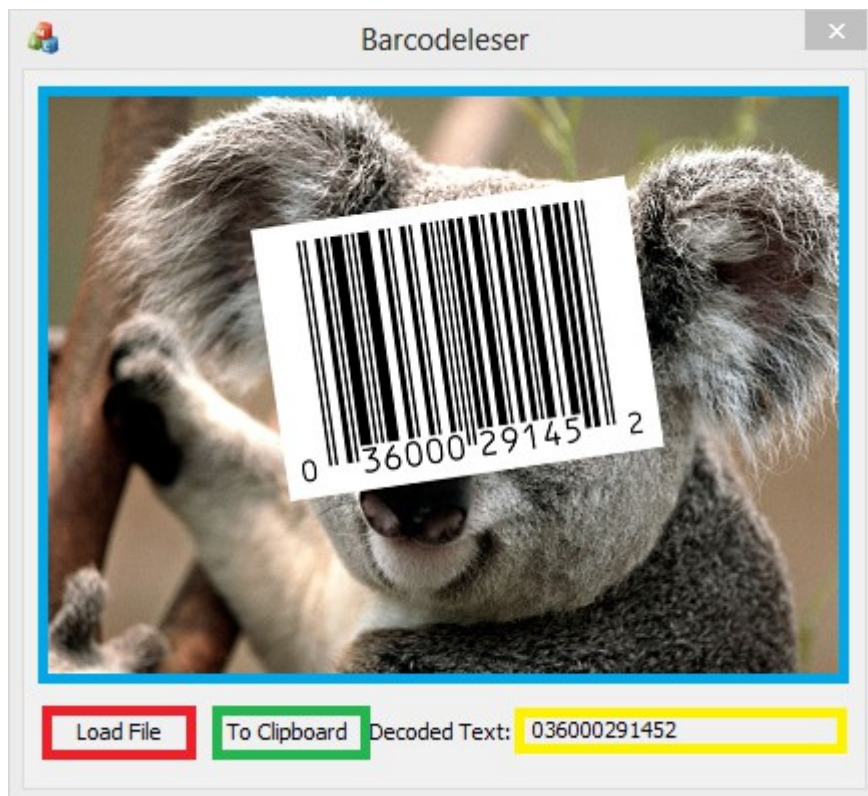 Barcodeleser
0 36000 29145 2
Load File
To Clipboard
Decoded Text: 036000291452